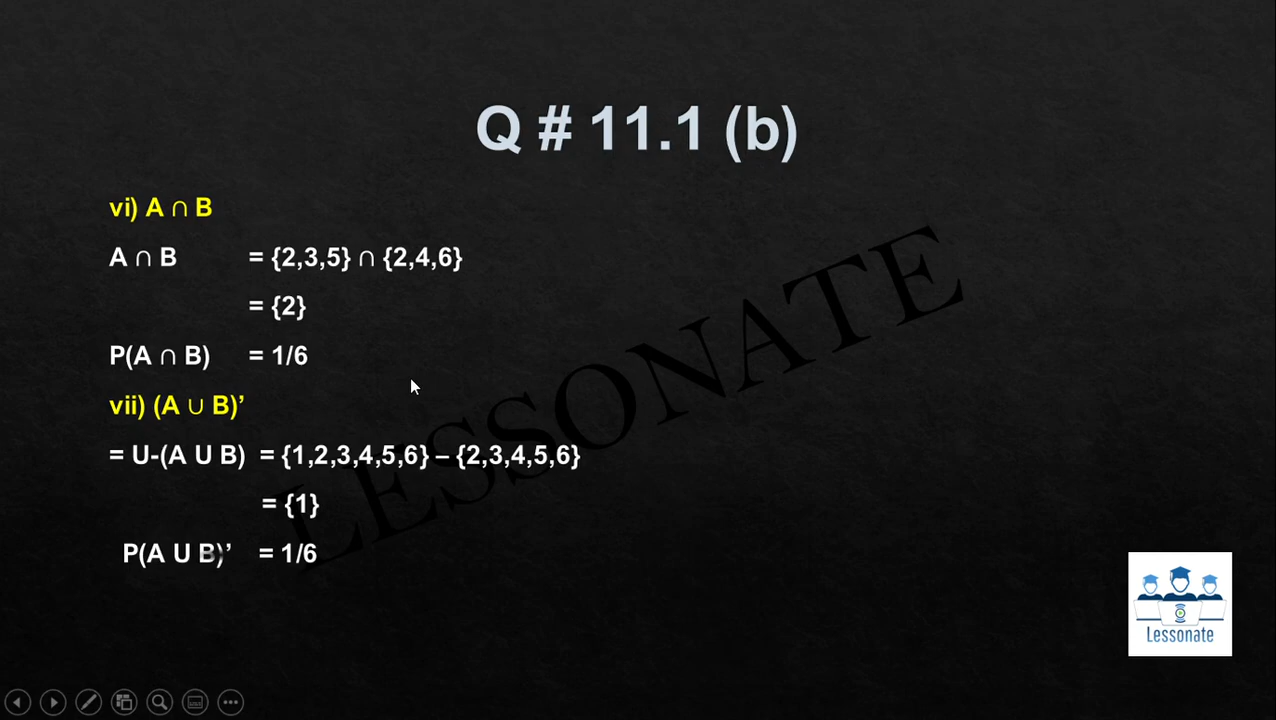 Q # 11.1 (b)
vi) A ∩ B
A ∩ B = {2,3,5} ∩ {2,4,6}
= {2}
P(A ∩ B) = 1/6
vii) (A ∪ B)’
= U-(A U B) = {1,2,3,4,5,6} – {2,3,4,5,6}
= {1}
P(A U B)’ = 1/6
LESSONATE
Lessonate